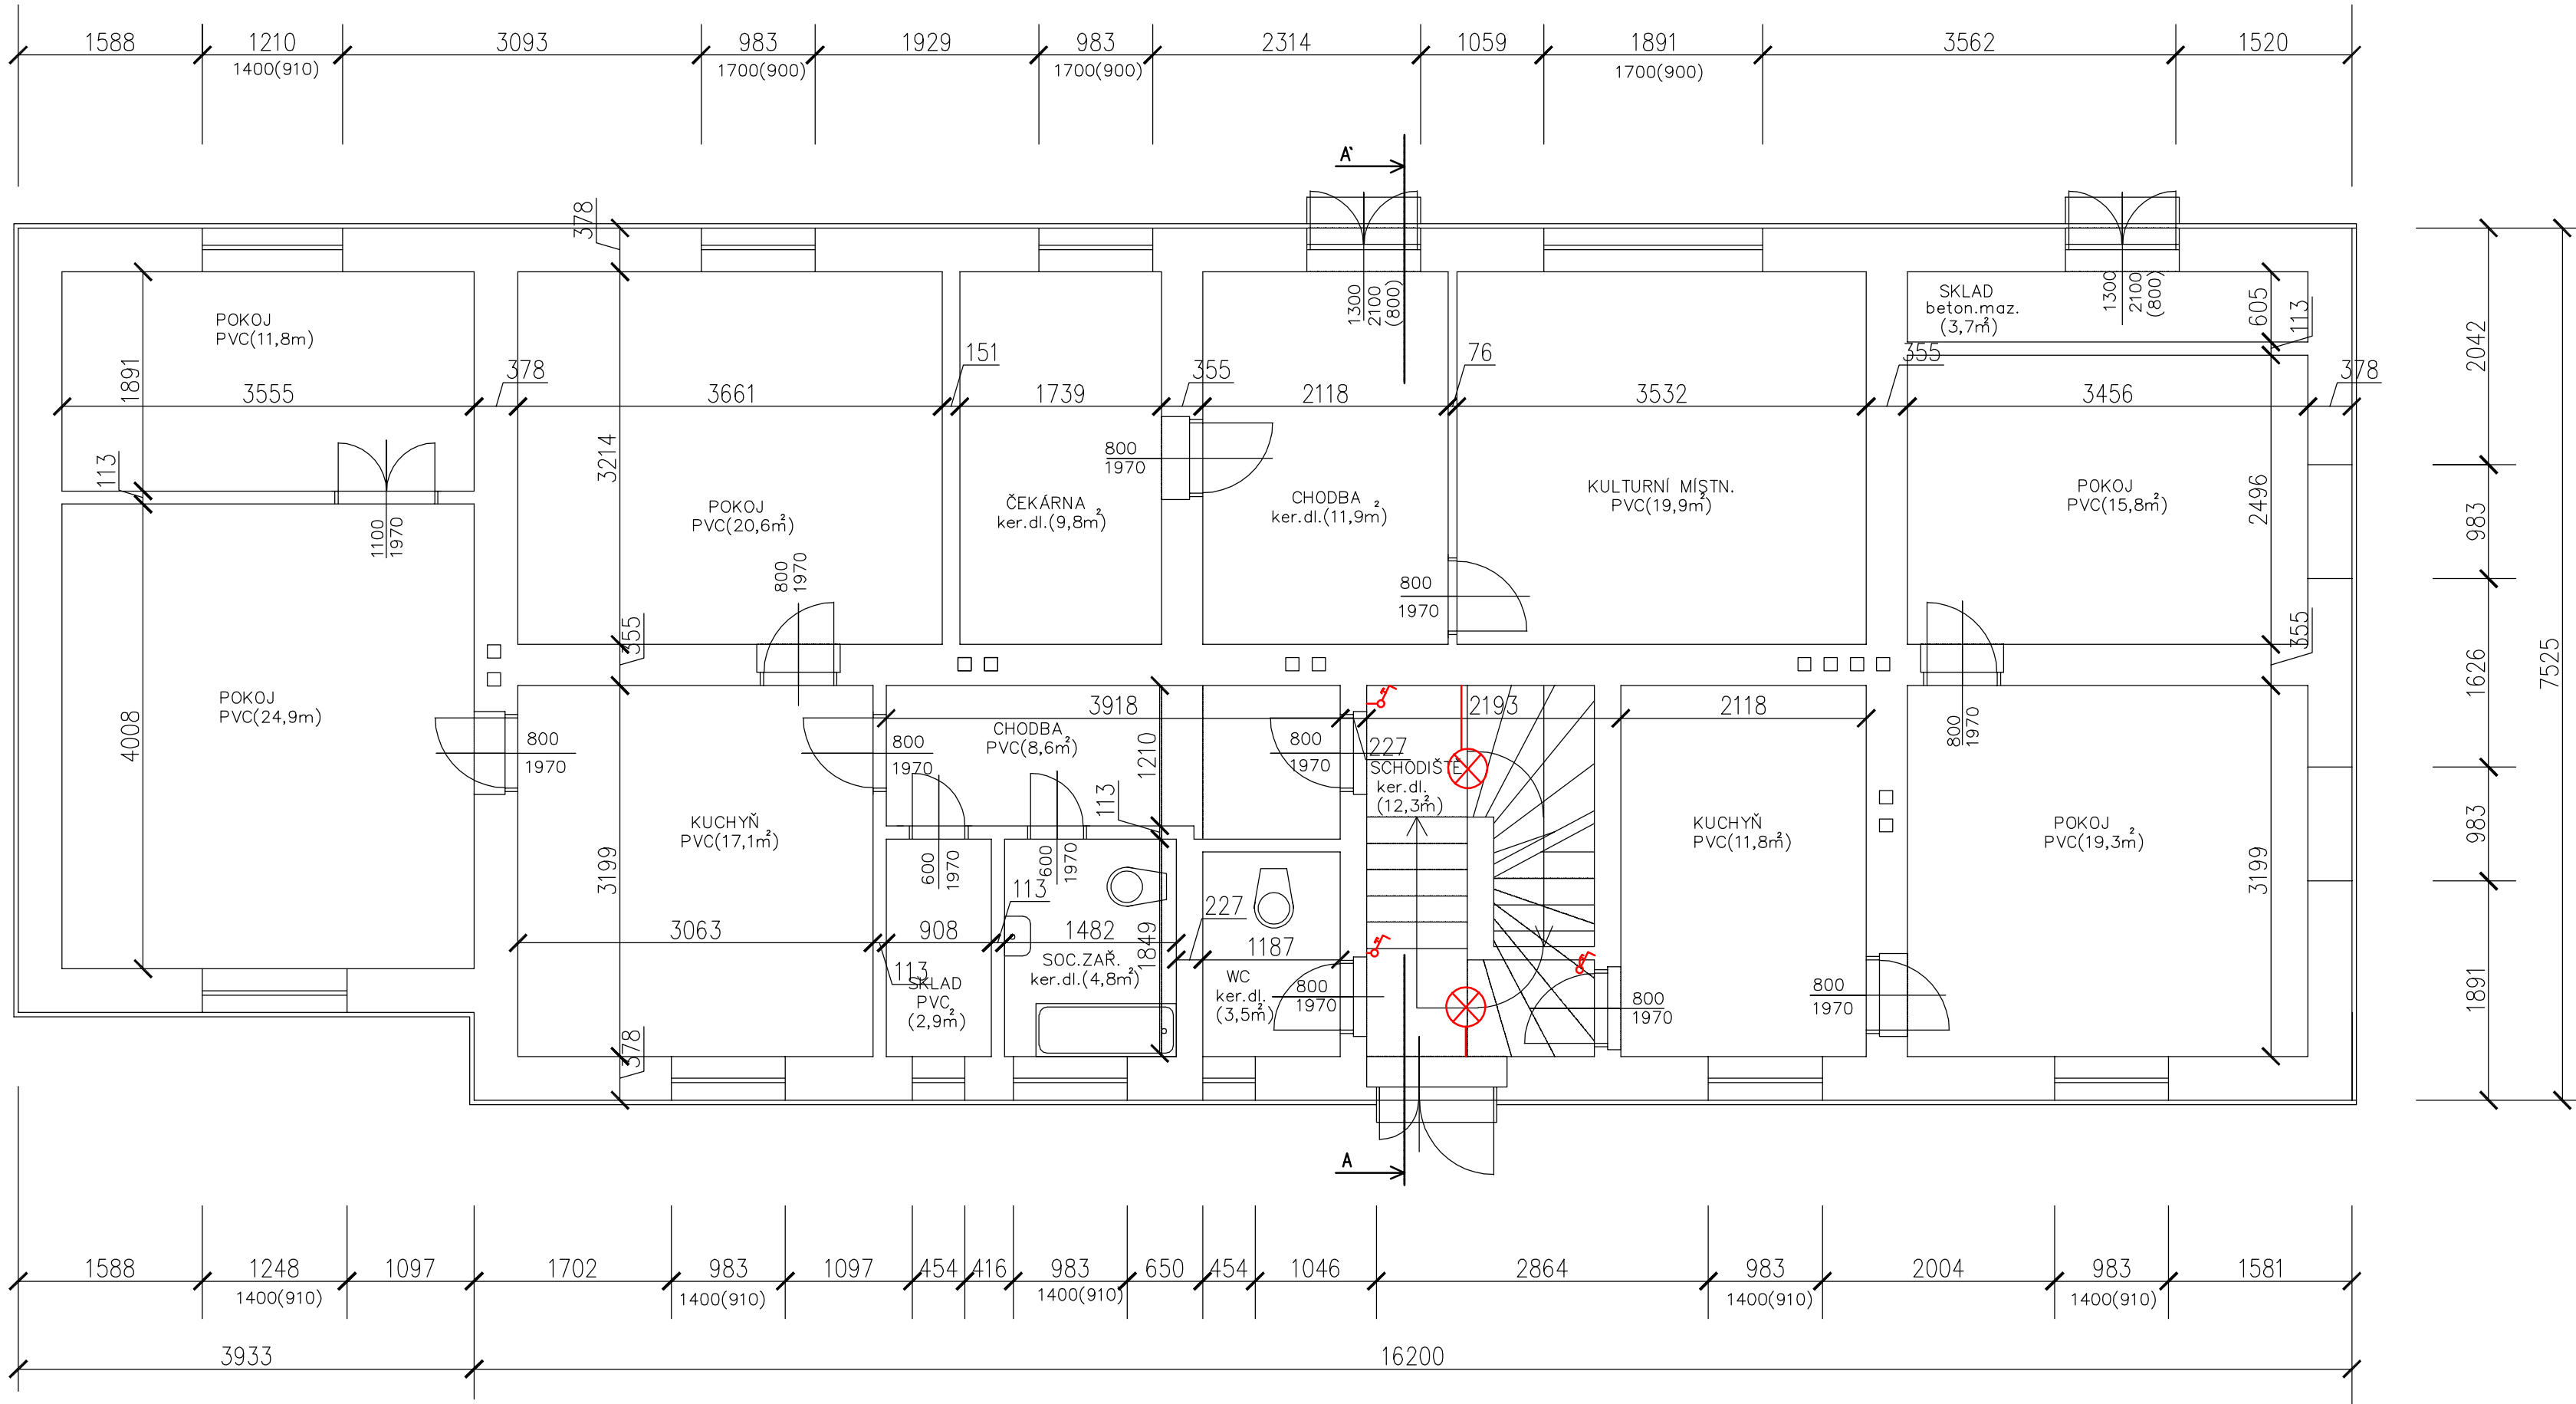 1588 1210 3093 983 1929 983 2314 1059 1891 3562 1520
1400(910) 1700(900) 1700(900) 1700(900)
A`
378
1300
2100
(800)
1300
2100
(800)
SKLAD
beton.maz.
(3,7m²)
605
113
POKOJ
PVC(11,8m)
1891
3555
378
3661
151
1739
355
2118
76
3532
355
3456
378
113
1100
1970
3214
POKOJ
PVC(20,6m²)
800
1970
ČEKÁRNA
ker.dl.(9,8m²)
800
1970
CHODBA
ker.dl.(11,9m²)
800
1970
KULTURNÍ MÍSTN.
PVC(19,9m²)
POKOJ
PVC(15,8m²)
2496
355
355
2042
983
1626
983
1891
7525
POKOJ
PVC(24,9m²)
4008
800
1970
3918
CHODBA
PVC(8,6m²)
800
1970
1210
113
800
1970
227
2193
SCHODIŠTĚ
ker.dl.
(12,3m²)
2118
800
1970
KUCHYŇ
PVC(17,1m²)
3199
3063
600
1970
600
1970
113
908
1482
1849
227
1187
113
SKLAD
PVC
(2,9m²)
SOC.ZAŘ.
ker.dl.(4,8m²)
WC
ker.dl.
(3,5m²)
800
1970
800
1970
KUCHYŇ
PVC(11,8m²)
800
1970
POKOJ
PVC(19,3m²)
3199
378
A
1588 1248 1097 1702 983 1097 454 416 983 650 454 1046 2864 983 2004 983 1581
1400(910) 1400(910) 1400(910) 1400(910) 1400(910)
3933 16200